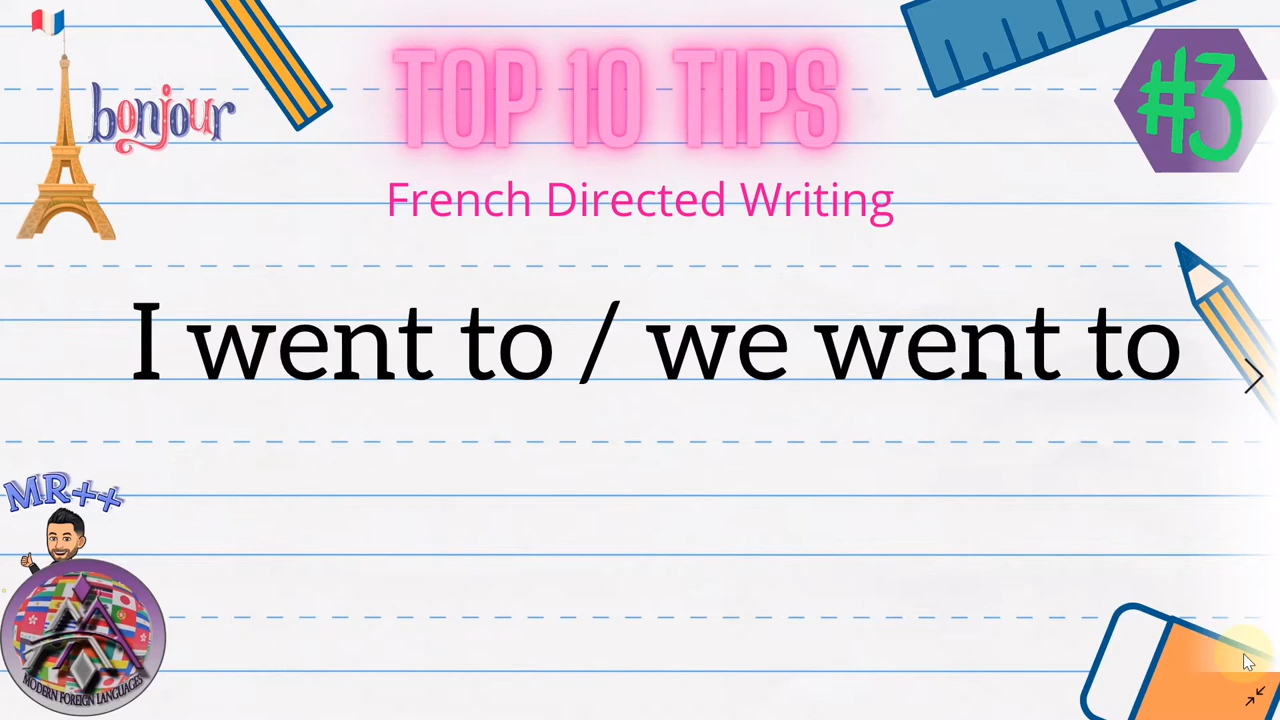 bonjour
TOP 10 TIPS
#3
French Directed Writing
I went to / we went to
MR++
MODERN FOREIGN LANGUAGES